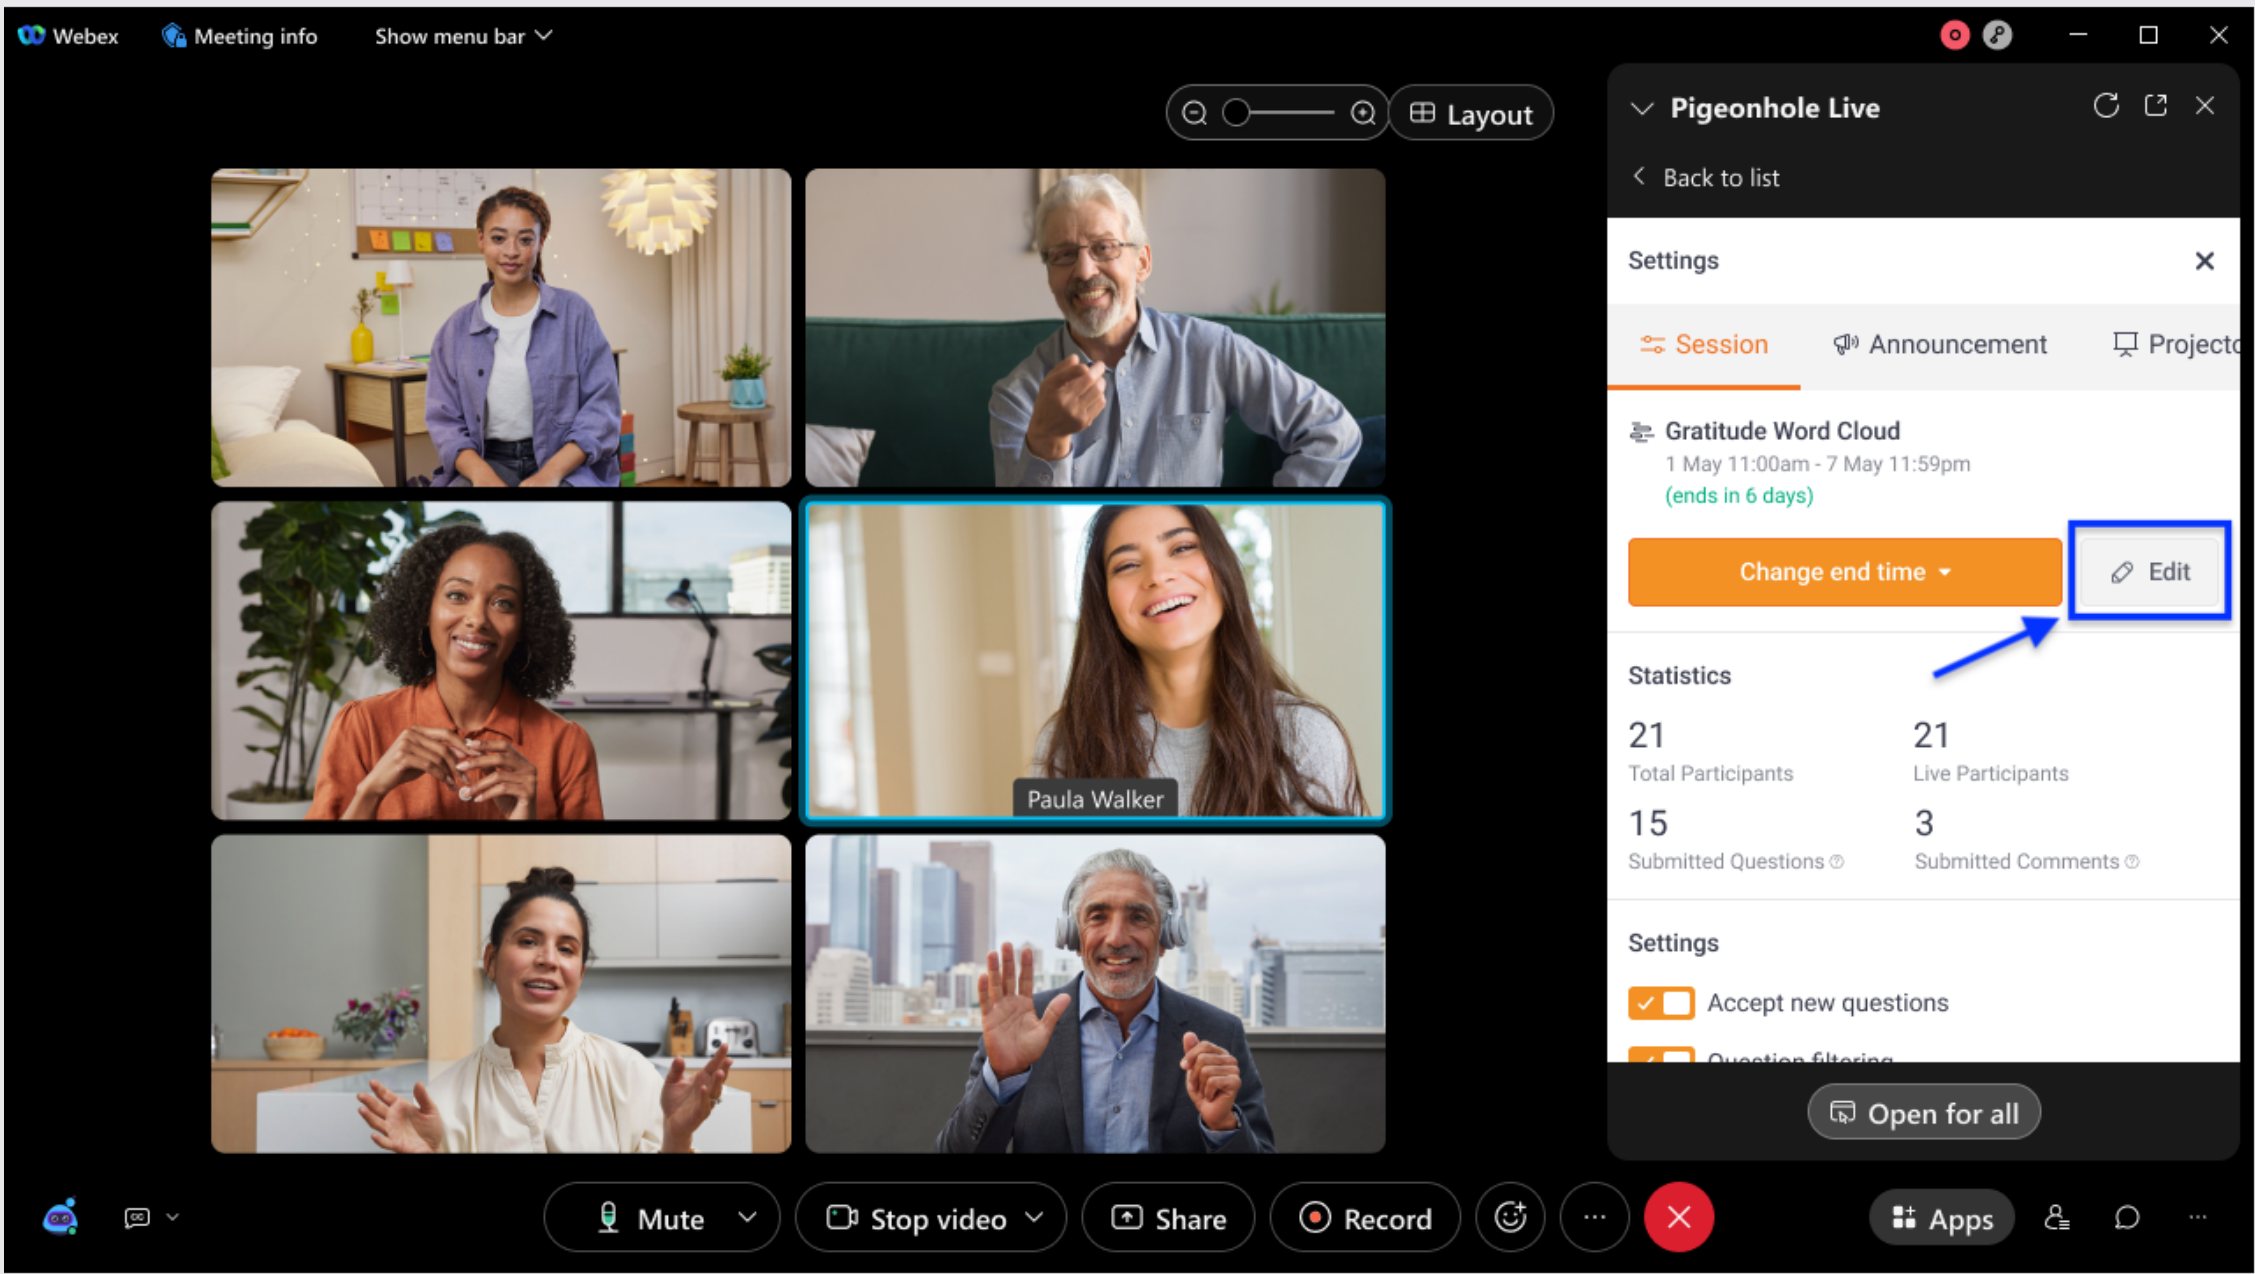 Webex
Meeting info
Show menu bar
Layout
Pigeonhole Live
Back to list
Settings
Session
Announcement
Projecto
Gratitude Word Cloud
1 May 11:00am - 7 May 11:59pm
(ends in 6 days)
Change end time
Edit
Statistics
21
21
Total Participants
Live Participants
15
3
Submitted Questions
Submitted Comments
Settings
Accept new questions
Question filtering
Paula Walker
Open for all
CC
Mute
Stop video
Share
Record
Apps